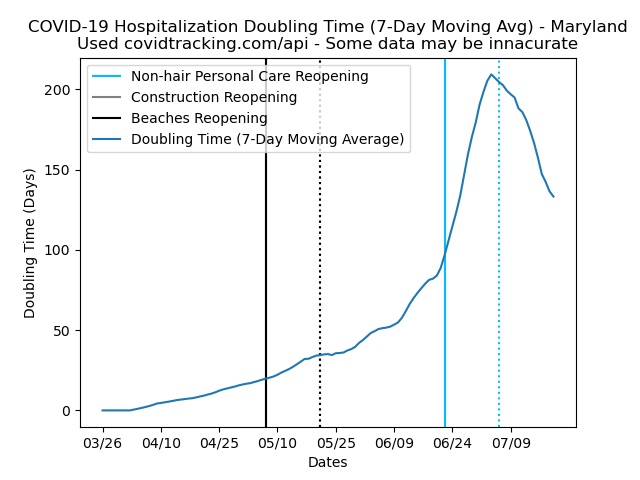 COVID-19 Hospitalization Doubling Time (7-Day Moving Avg) - Maryland
Used covidtracking.com/api - Some data may be innacurate
Non-hair Personal Care Reopening
Construction Reopening
Beaches Reopening
Doubling Time (7-Day Moving Average)
Doubling Time (Days)
200
150
100
50
0
03/26 04/10 04/25 05/10 05/25 06/09 06/24 07/09
Dates